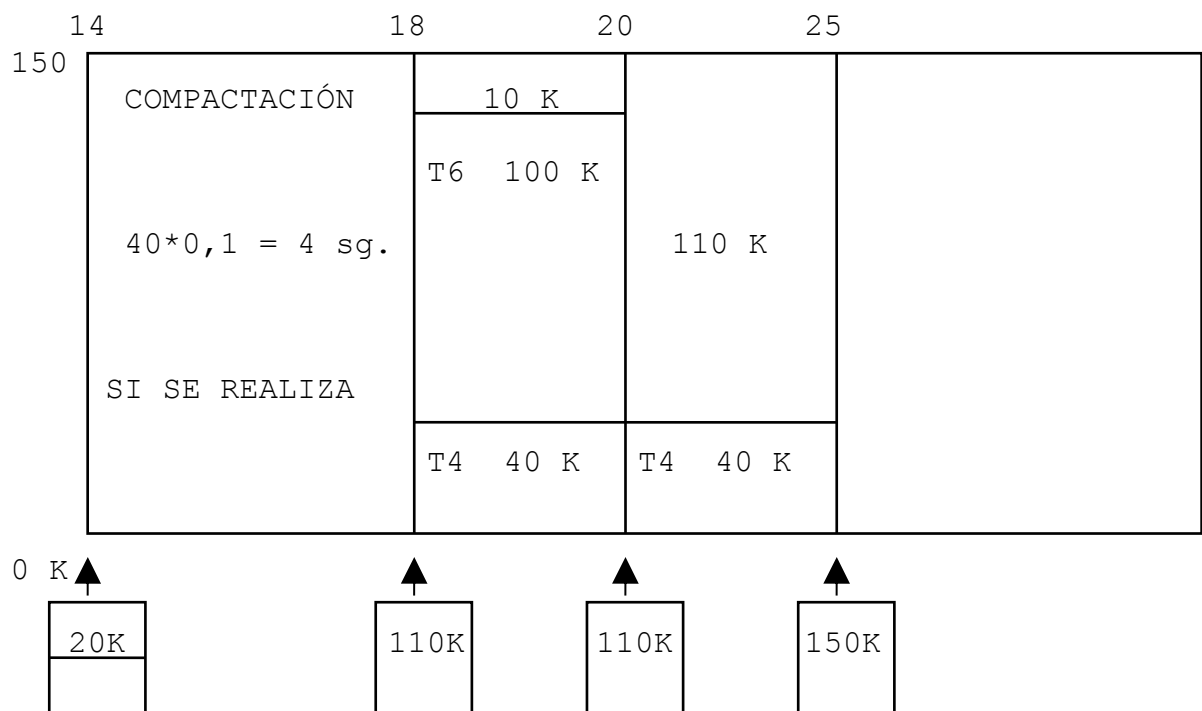 14 18 20 25
150
COMPACTACIÓN 10 K
T6 100 K
40*0,1 = 4 sg. 110 K
SI SE REALIZA
T4 40 K T4 40 K
0 K
20K 110K 110K 150K